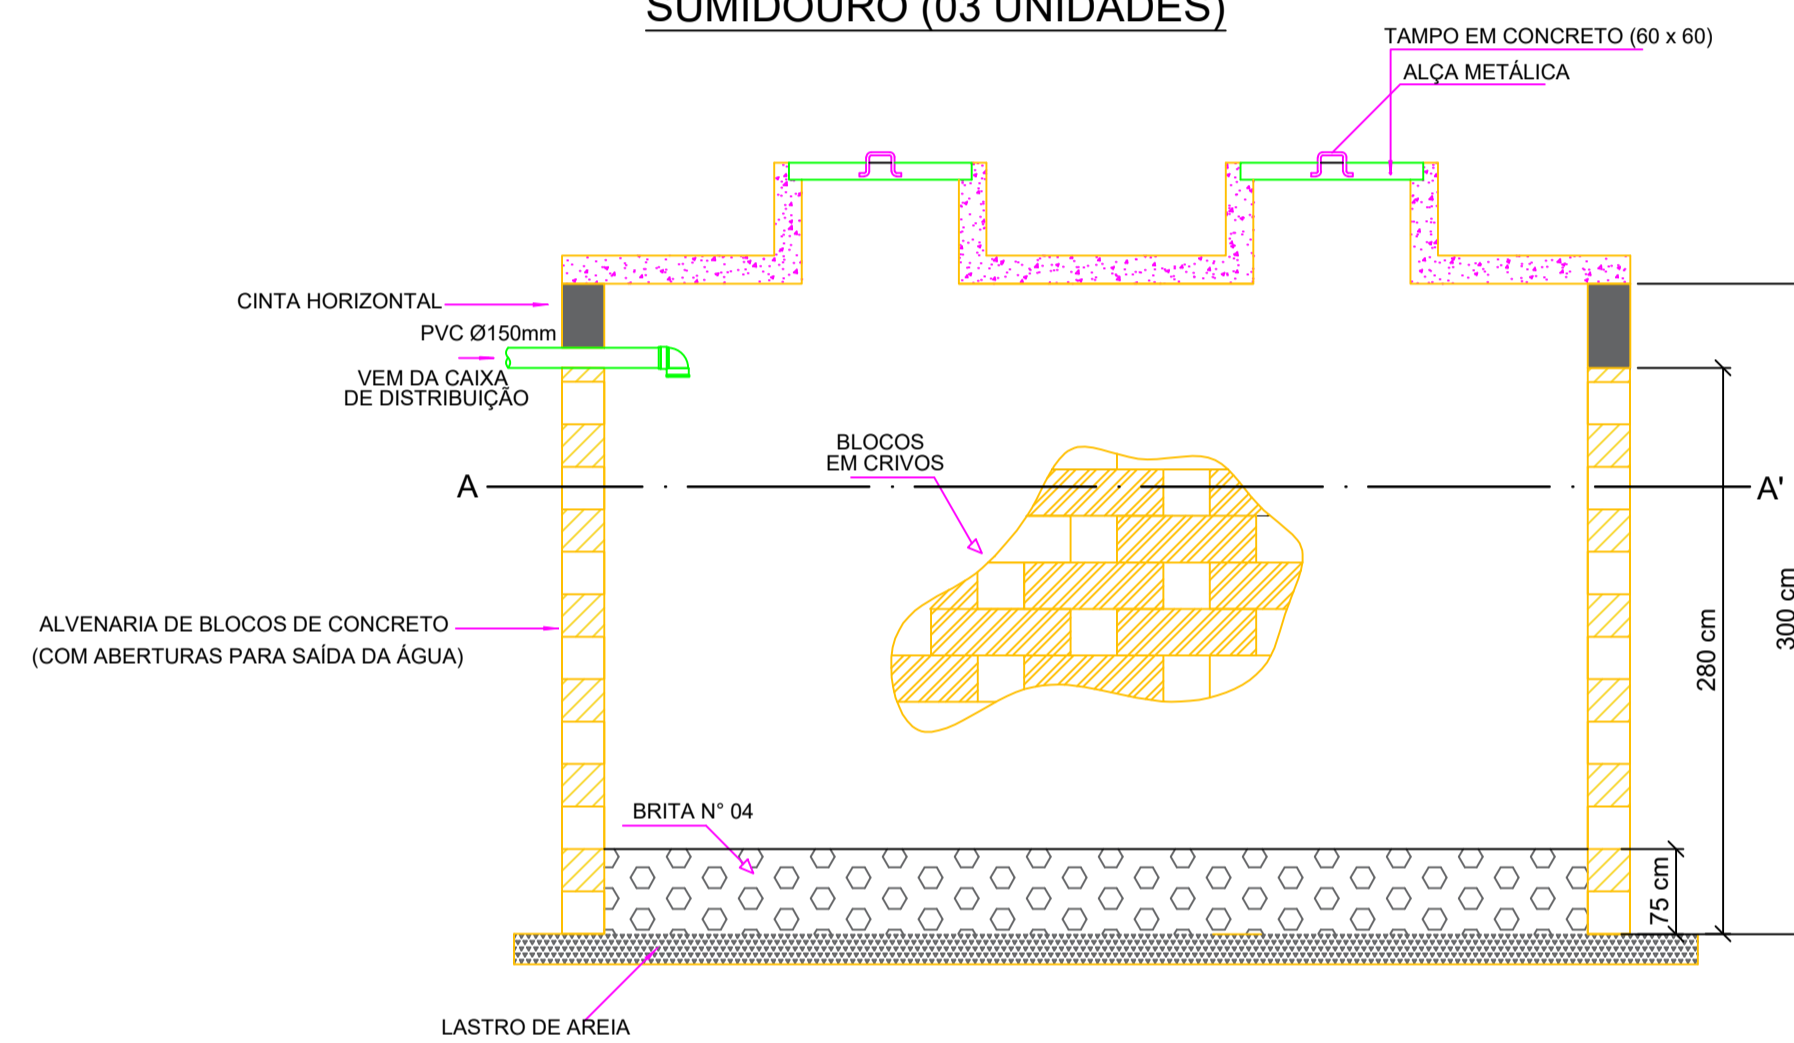 SUMIDOURO (03 UNIDADES)
TAMPO EM CONCRETO (60 x 60)
ALÇA METÁLICA
CINTA HORIZONTAL
PVC Ø150mm
VEM DA CAIXA
DE DISTRIBUIÇÃO
BLOCOS
EM CRIVOS
A
A'
ALVENARIA DE BLOCOS DE CONCRETO
(COM ABERTURAS PARA SAÍDA DA ÁGUA)
280 cm
300 cm
BRITA N° 04
75 cm
LASTRO DE AREIA